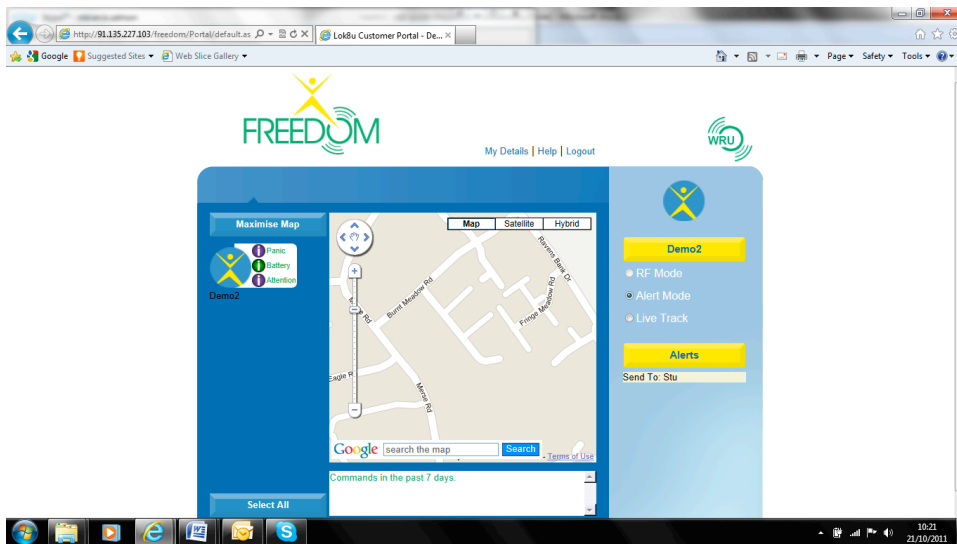 http://91.135.227.103/freedom/Portal/default.as
Lok8u Customer Portal - De...
Google
Suggested Sites
Web Slice Gallery
Page
Safety
Tools
FREEDOM
WRU
My Details | Help | Logout
Maximise Map
Panic
Battery
Attention
Demo2
Map
Satellite
Hybrid
Ravens Bank Dr
Burnt Meadow Rd
Fringe Meadow Rd
Rd
Eagle R
Merse Rd
Google
search the map
Search
Terms of Use
Commands in the past 7 days.
Select All
Demo2
RF Mode
Alert Mode
Live Track
Alerts
Send To: Stu
10:21
21/10/2011